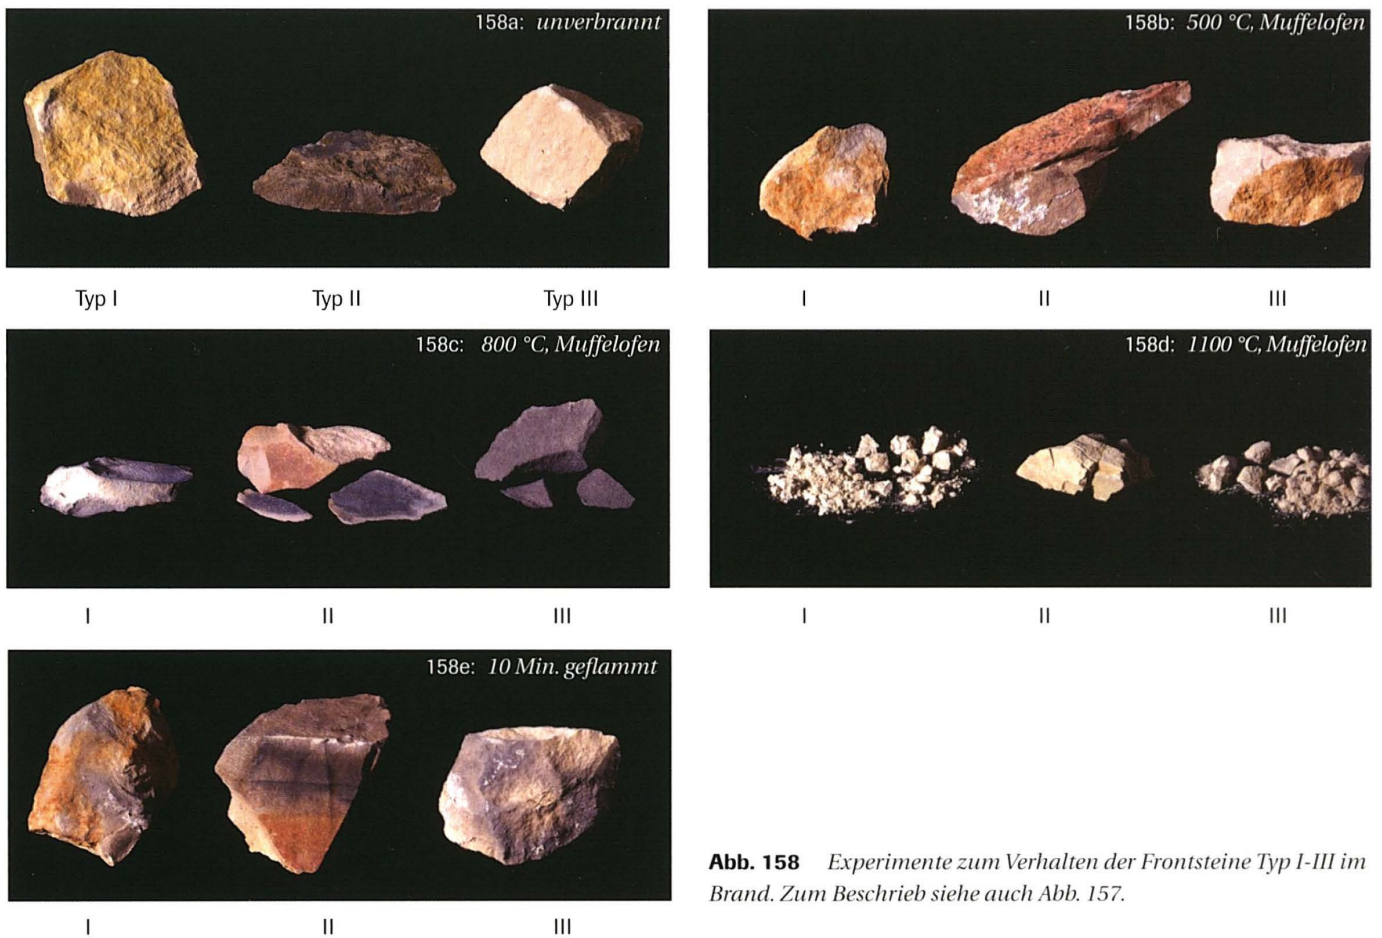 158a: unverbrannt
Typ I Typ II Typ III
158b: 500 °C, Muffelofen
I II III
158c: 800 °C, Muffelofen
I II III
158d: 1100 °C, Muffelofen
I II III
158e: 10 Min. geflammt
I II III
Abb. 158 Experimente zum Verhalten der Frontsteine Typ I-III im
Brand. Zum Beschrieb siehe auch Abb. 157.